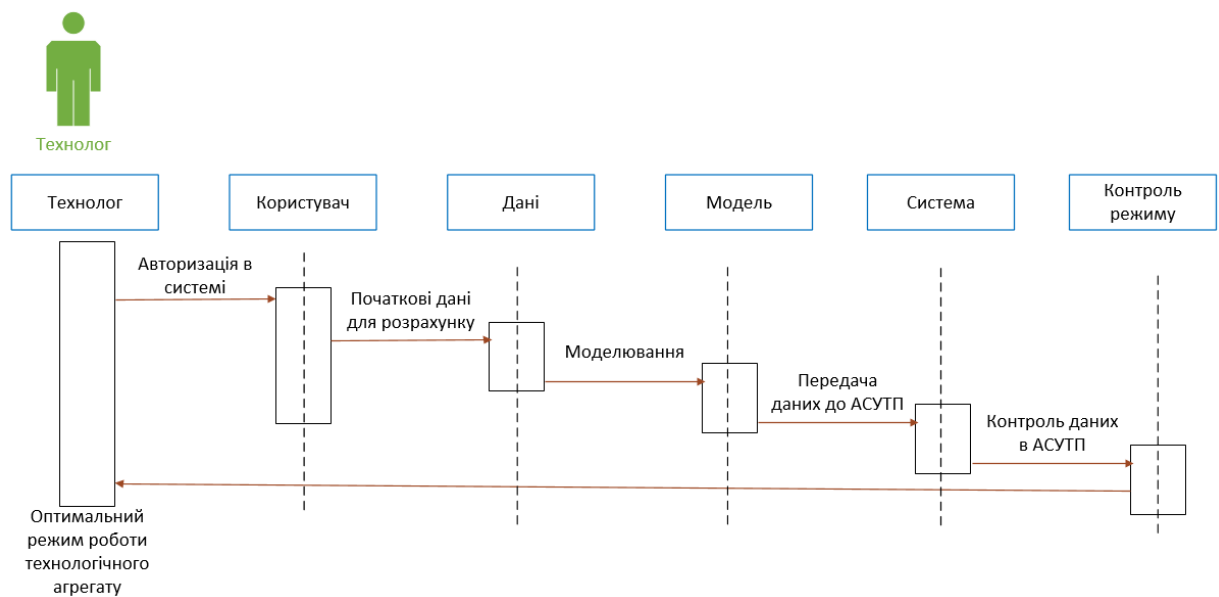 Технолог
Технолог
Користувач
Дані
Модель
Система
Контроль
режиму
Авторизація в
системі
Початкові дані
для розрахунку
Моделювання
Передача
даних до АСУТП
Контроль даних
в АСУТП
Оптимальний
режим роботи
технологічного
агрегату